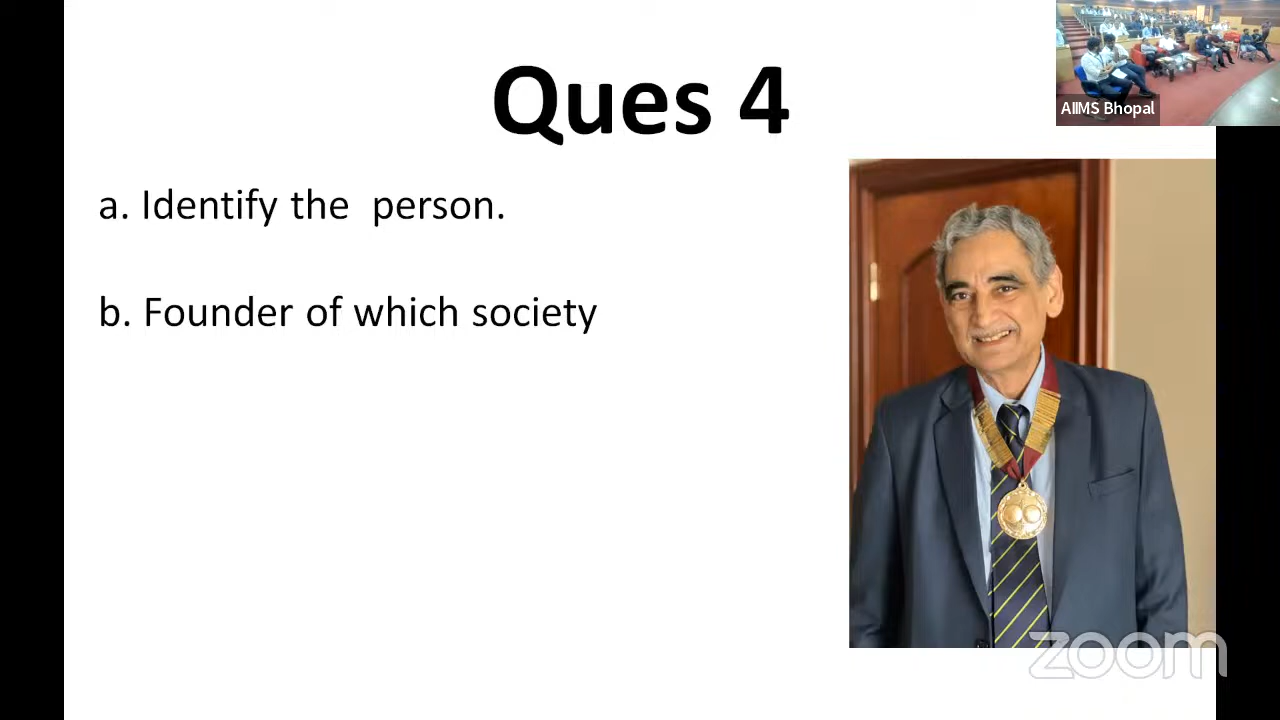 Ques 4
AIIMS Bhopal
a. Identify the person.
b. Founder of which society
zoom